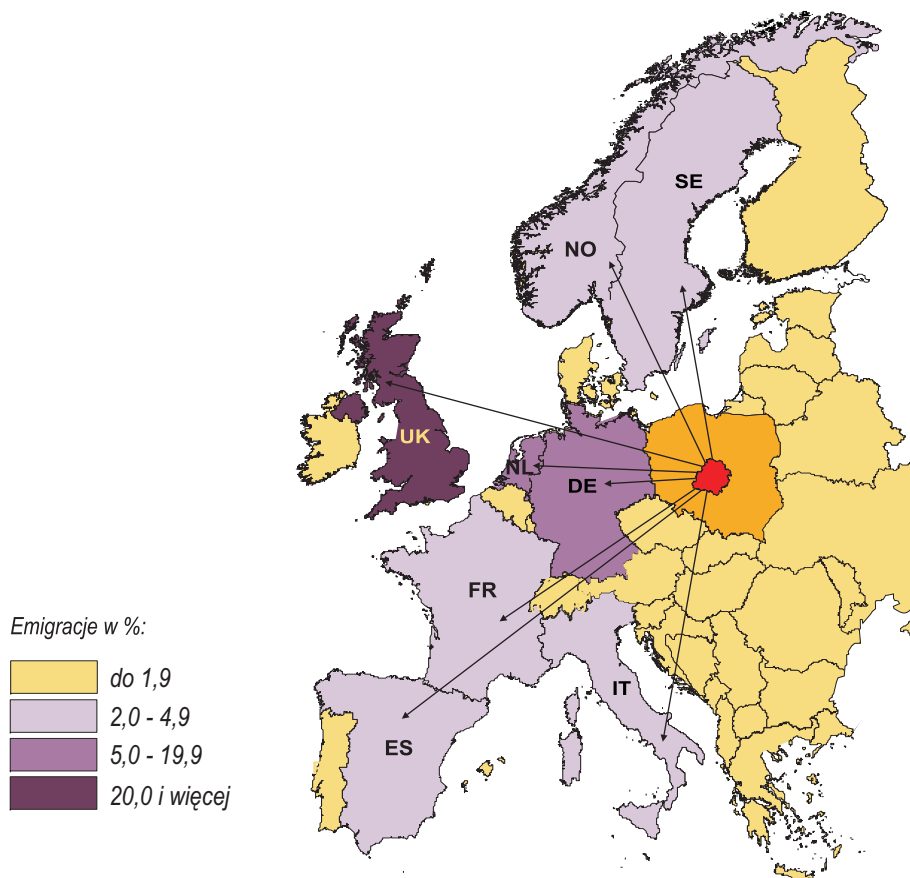 SE
NO
UK
NL
DE
FR
IT
ES
Emigracje w %:
do 1,9
2,0 - 4,9
5,0 - 19,9
20,0 i więcej